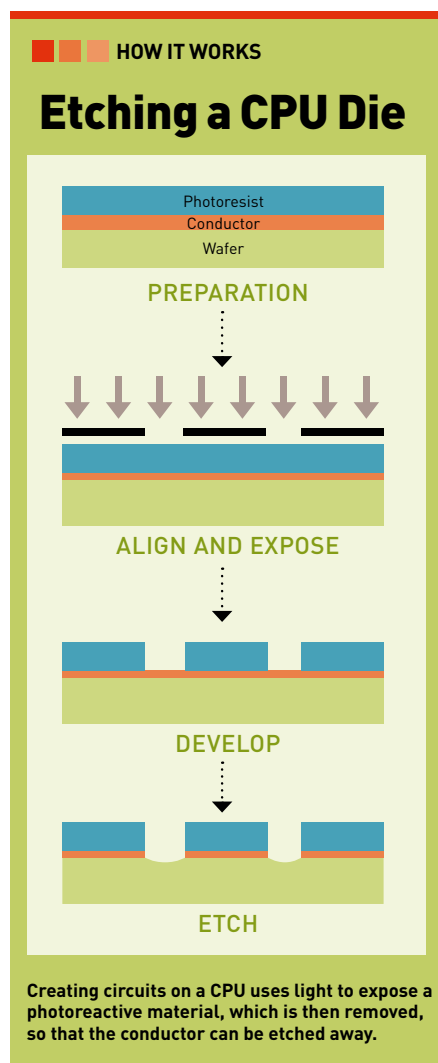 HOW IT WORKS
Etching a CPU Die
Photoresist
Conductor
Wafer
PREPARATION
ALIGN AND EXPOSE
DEVELOP
ETCH
Creating circuits on a CPU uses light to expose a
photoreactive material, which is then removed,
so that the conductor can be etched away.